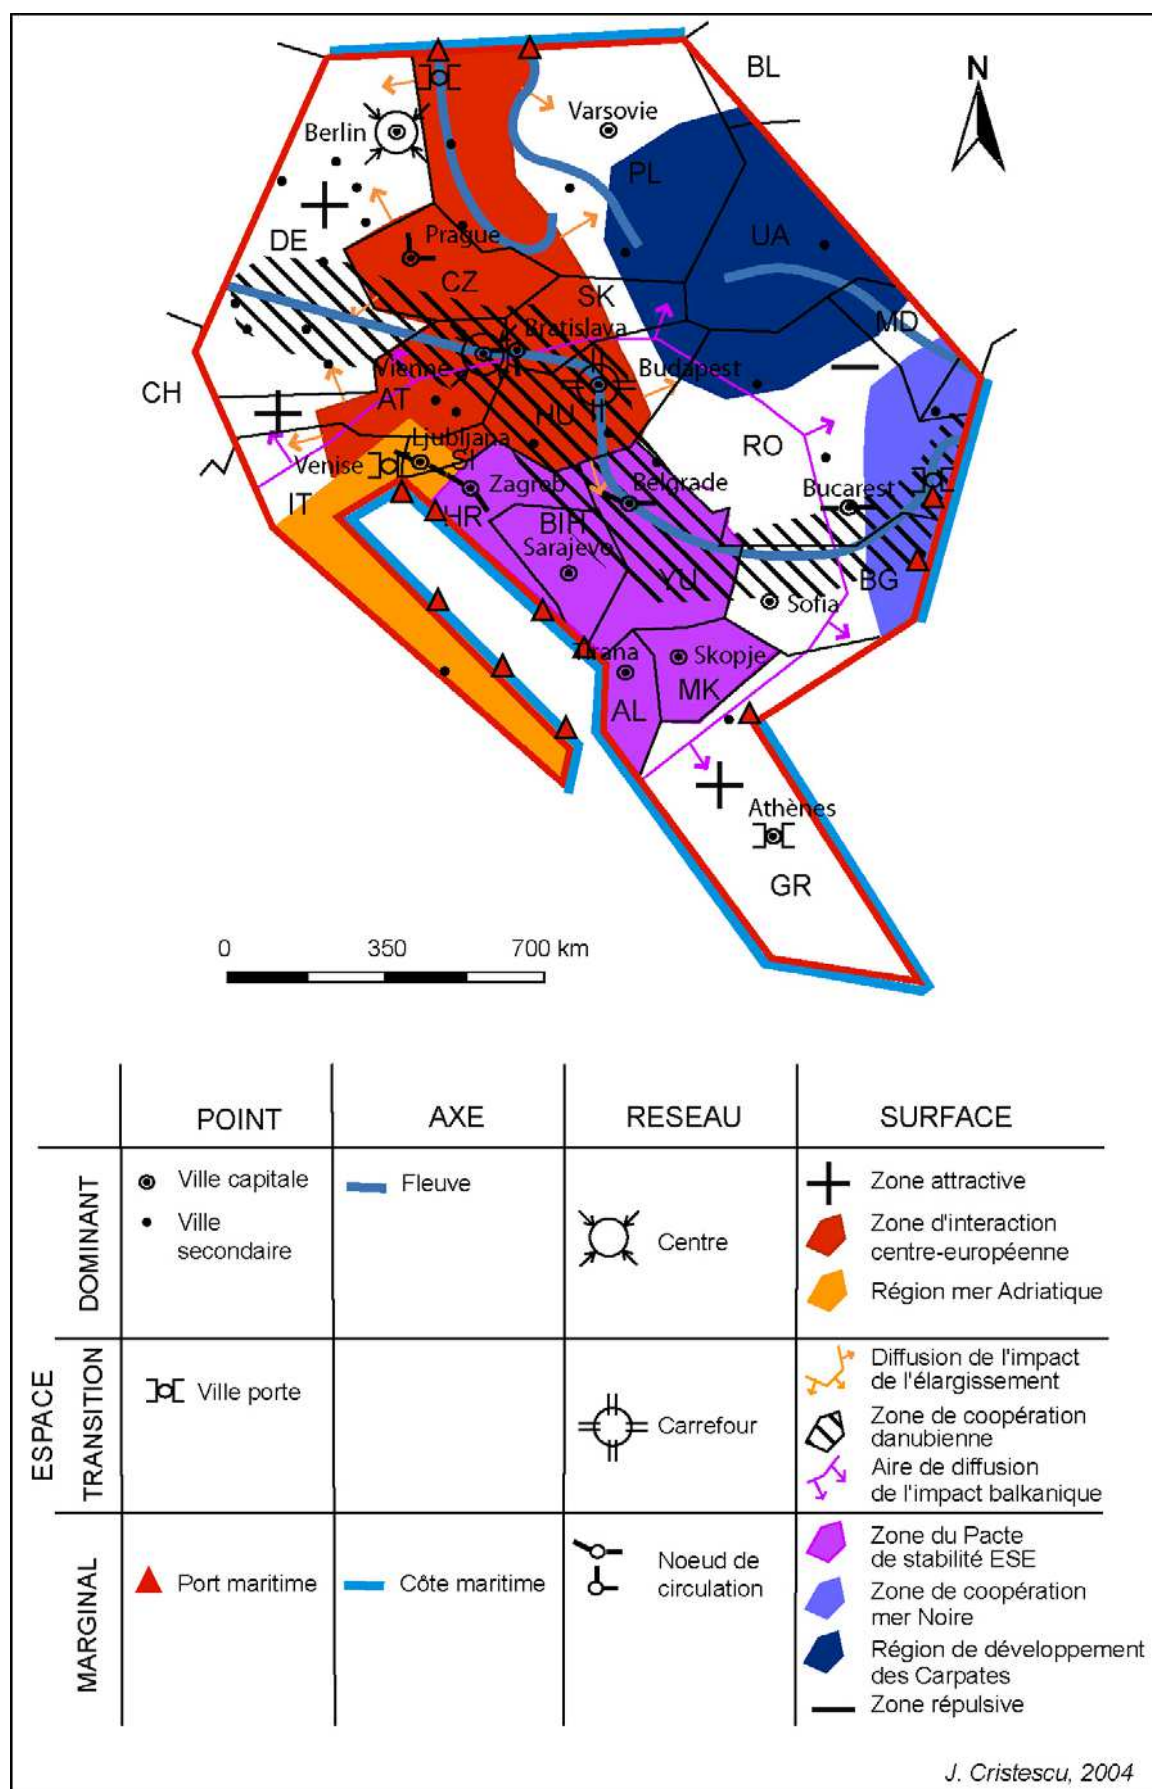 BL
N
Varsovie
Berlin
PL
DE
UA
Prague
CZ
SK
MD
Bratislava
Vienne
Budapest
CH
AT
HU
RO
Ljubljana
SI
Venise
Zagreb
Belgrade
Bucarest
IT
HR
BIH
Sarajevo
YU
BG
Sofia
Tirana
Skopje
AL
MK
Athènes
GR
0 350 700 km
POINT AXE RESEAU SURFACE
ESPACE
DOMINANT
Ville capitale
Ville
secondaire
Fleuve
Centre
Zone attractive
Zone d'interaction
centre-européenne
Région mer Adriatique
TRANSITION
Ville porte
Carrefour
Diffusion de l'impact
de l'élargissement
Zone de coopération
danubienne
Aire de diffusion
de l'impact balkanique
MARGINAL
Port maritime
Côte maritime
Noeud de
circulation
Zone du Pacte
de stabilité ESE
Zone de coopération
mer Noire
Région de développement
des Carpates
Zone répulsive
J. Cristescu, 2004